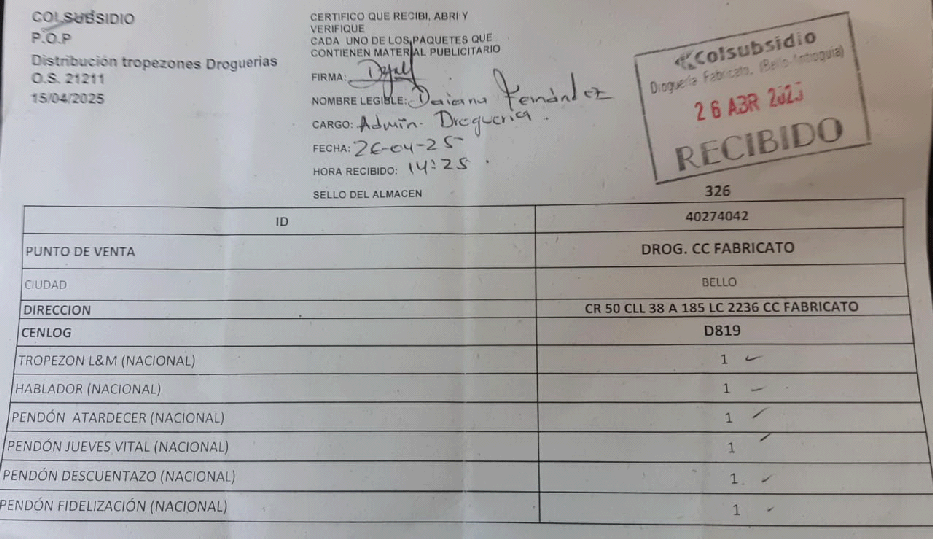 COLSUBSIDIO
P.O.P
Distribución tropezones Droguerias
O.S. 21211
15/04/2025
CERTIFICO QUE RECIBI, ABRI Y
VERIFIQUE
CADA UNO DE LOS PAQUETES QUE
CONTIENEN MATERIAL PUBLICITARIO
FIRMA:
NOMBRE LEGIBLE: Daiana Fernández
CARGO: Admin. Drogueria.
FECHA: 26-04-25
HORA RECIBIDO: 14:25
SELLO DEL ALMACEN
Colsubsidio
Droguería Fabricato, (Bello-Antioquia)
26 ABR 2025
RECIBIDO
326
ID 40274042
PUNTO DE VENTA DROG. CC FABRICATO
CIUDAD BELLO
DIRECCION CR 50 CLL 38 A 185 LC 2236 CC FABRICATO
CENLOG D819
TROPEZON L&M (NACIONAL) 1
HABLADOR (NACIONAL) 1
PENDÓN ATARDECER (NACIONAL) 1
PENDÓN JUEVES VITAL (NACIONAL) 1
PENDÓN DESCUENTAZO (NACIONAL) 1
PENDÓN FIDELIZACIÓN (NACIONAL) 1